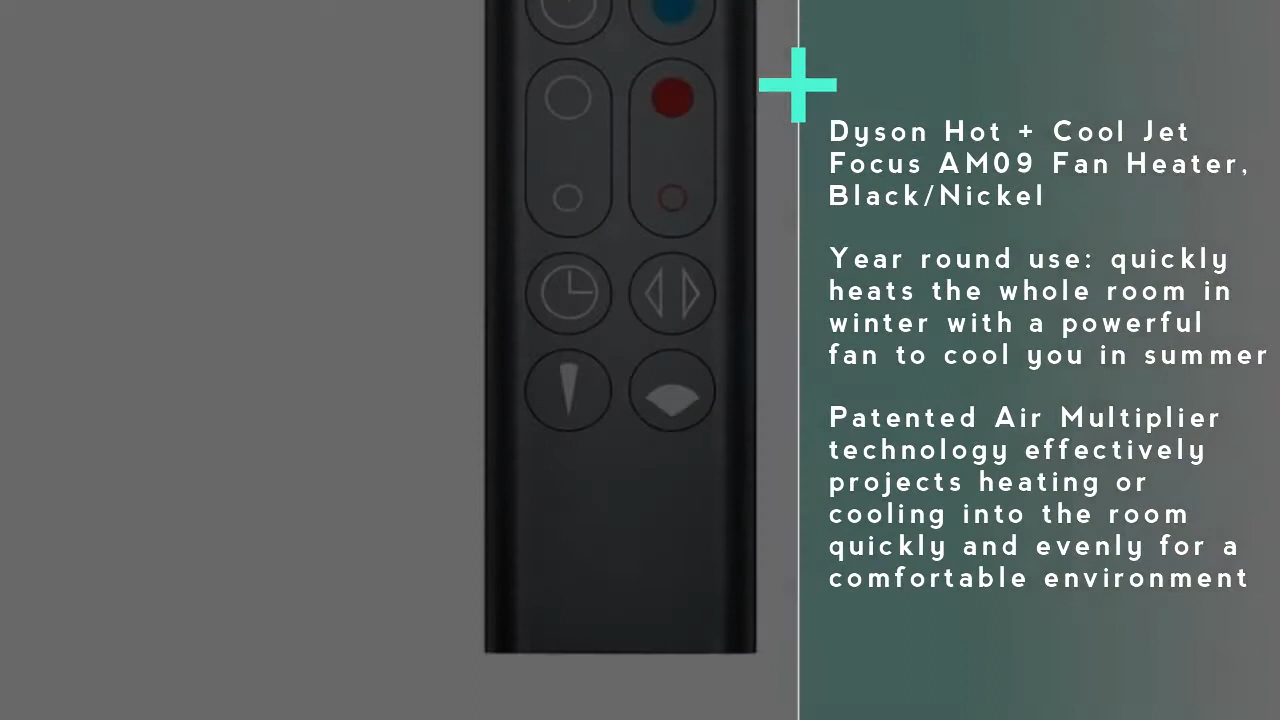 Dyson Hot + Cool Jet
Focus AM09 Fan Heater,
Black/Nickel
Year round use: quickly
heats the whole room in
winter with a powerful
fan to cool you in summer
Patented Air Multiplier
technology effectively
projects heating or
cooling into the room
quickly and evenly for a
comfortable environment